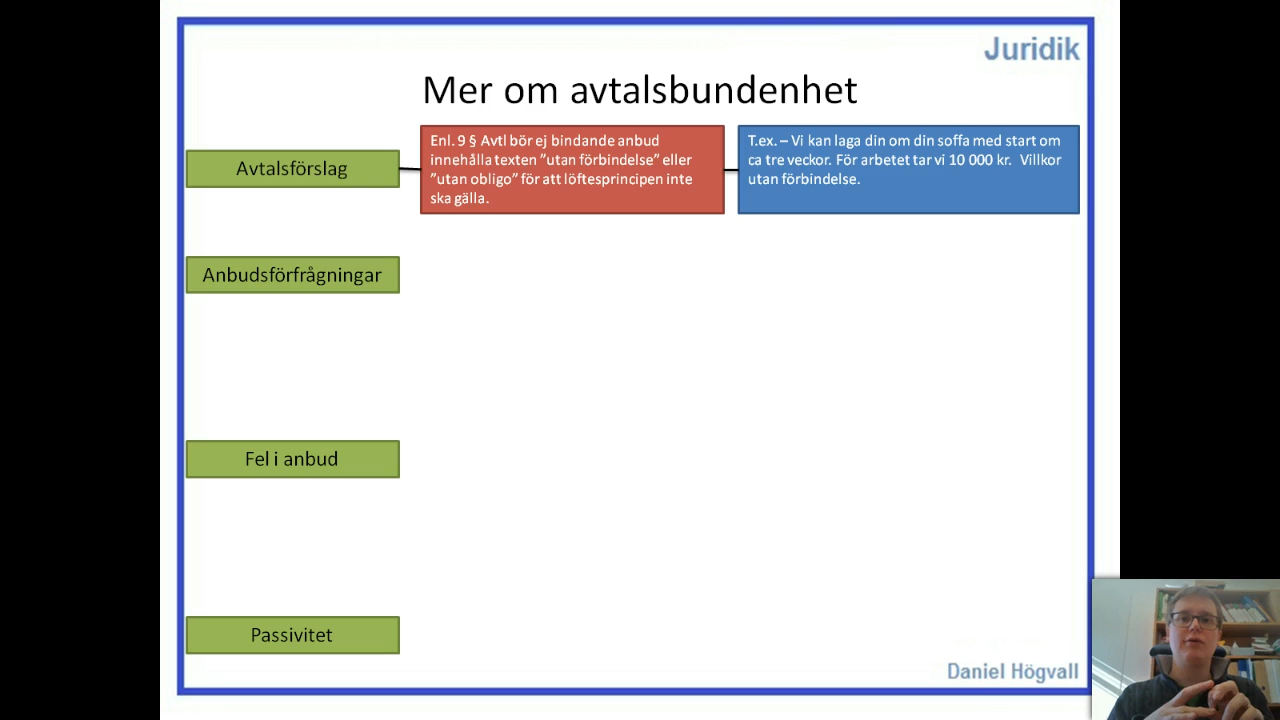 Juridik
Mer om avtalsbundenhet
Avtalsförslag
Enl. 9 § Avtl bör ej bindande anbud
innehålla texten ”utan förbindelse” eller
”utan obligo” för att löftesprincipen inte
ska gälla.
T.ex. – Vi kan laga din om din soffa med start om
ca tre veckor. För arbetet tar vi 10 000 kr. Villkor
utan förbindelse.
Anbudsförfrågningar
Fel i anbud
Passivitet
Daniel Högvall